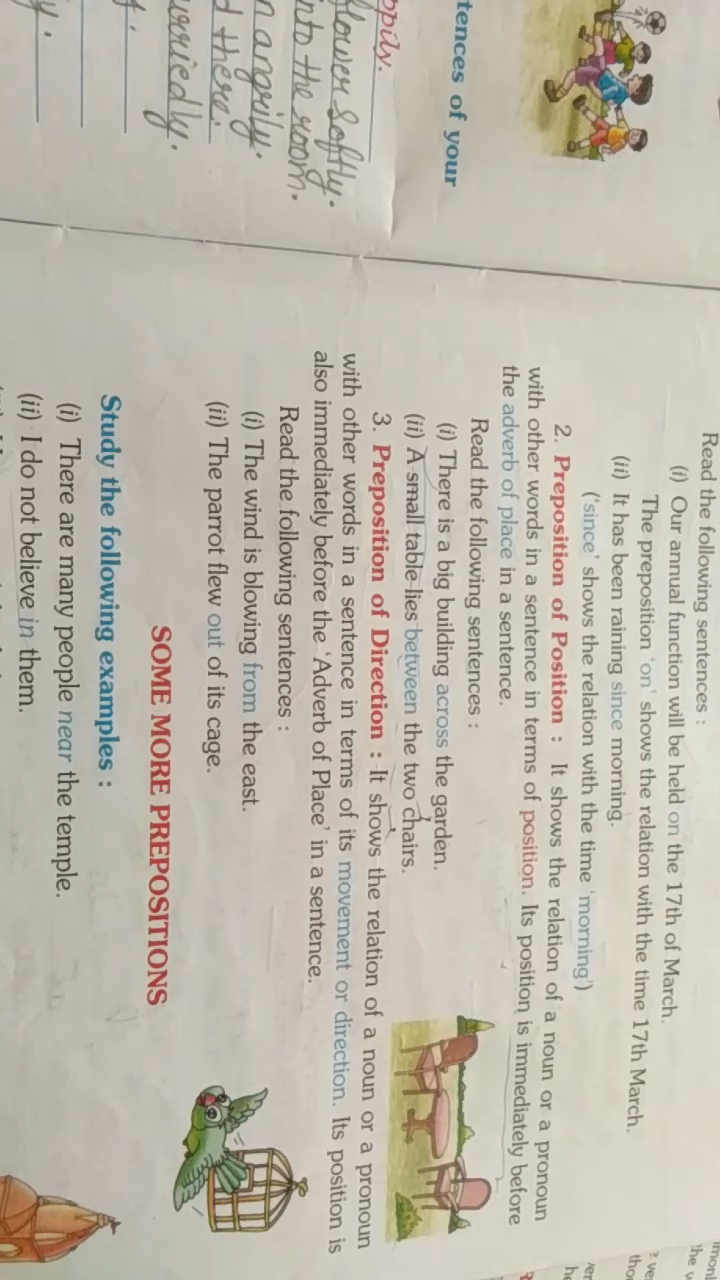 tences of your
ppily.
flower softly.
into the room.
n angrily.
d there.
worriedly.
y.
Read the following sentences :
(i) Our annual function will be held on the 17th of March.
The preposition 'on' shows the relation with the time 17th March.
(ii) It has been raining since morning.
('since' shows the relation with the time 'morning')
2. Preposition of Position : It shows the relation of a noun or a pronoun
with other words in a sentence in terms of position. Its position is immediately before
the adverb of place in a sentence.
Read the following sentences :
(i) There is a big building across the garden.
(ii) A small table lies between the two chairs.
3. Preposition of Direction : It shows the relation of a noun or a pronoun
with other words in a sentence in terms of its movement or direction. Its position is
also immediately before the 'Adverb of Place' in a sentence.
Read the following sentences :
(i) The wind is blowing from the east.
(ii) The parrot flew out of its cage.
SOME MORE PREPOSITIONS
Study the following examples :
(i) There are many people near the temple.
(ii) I do not believe in them.